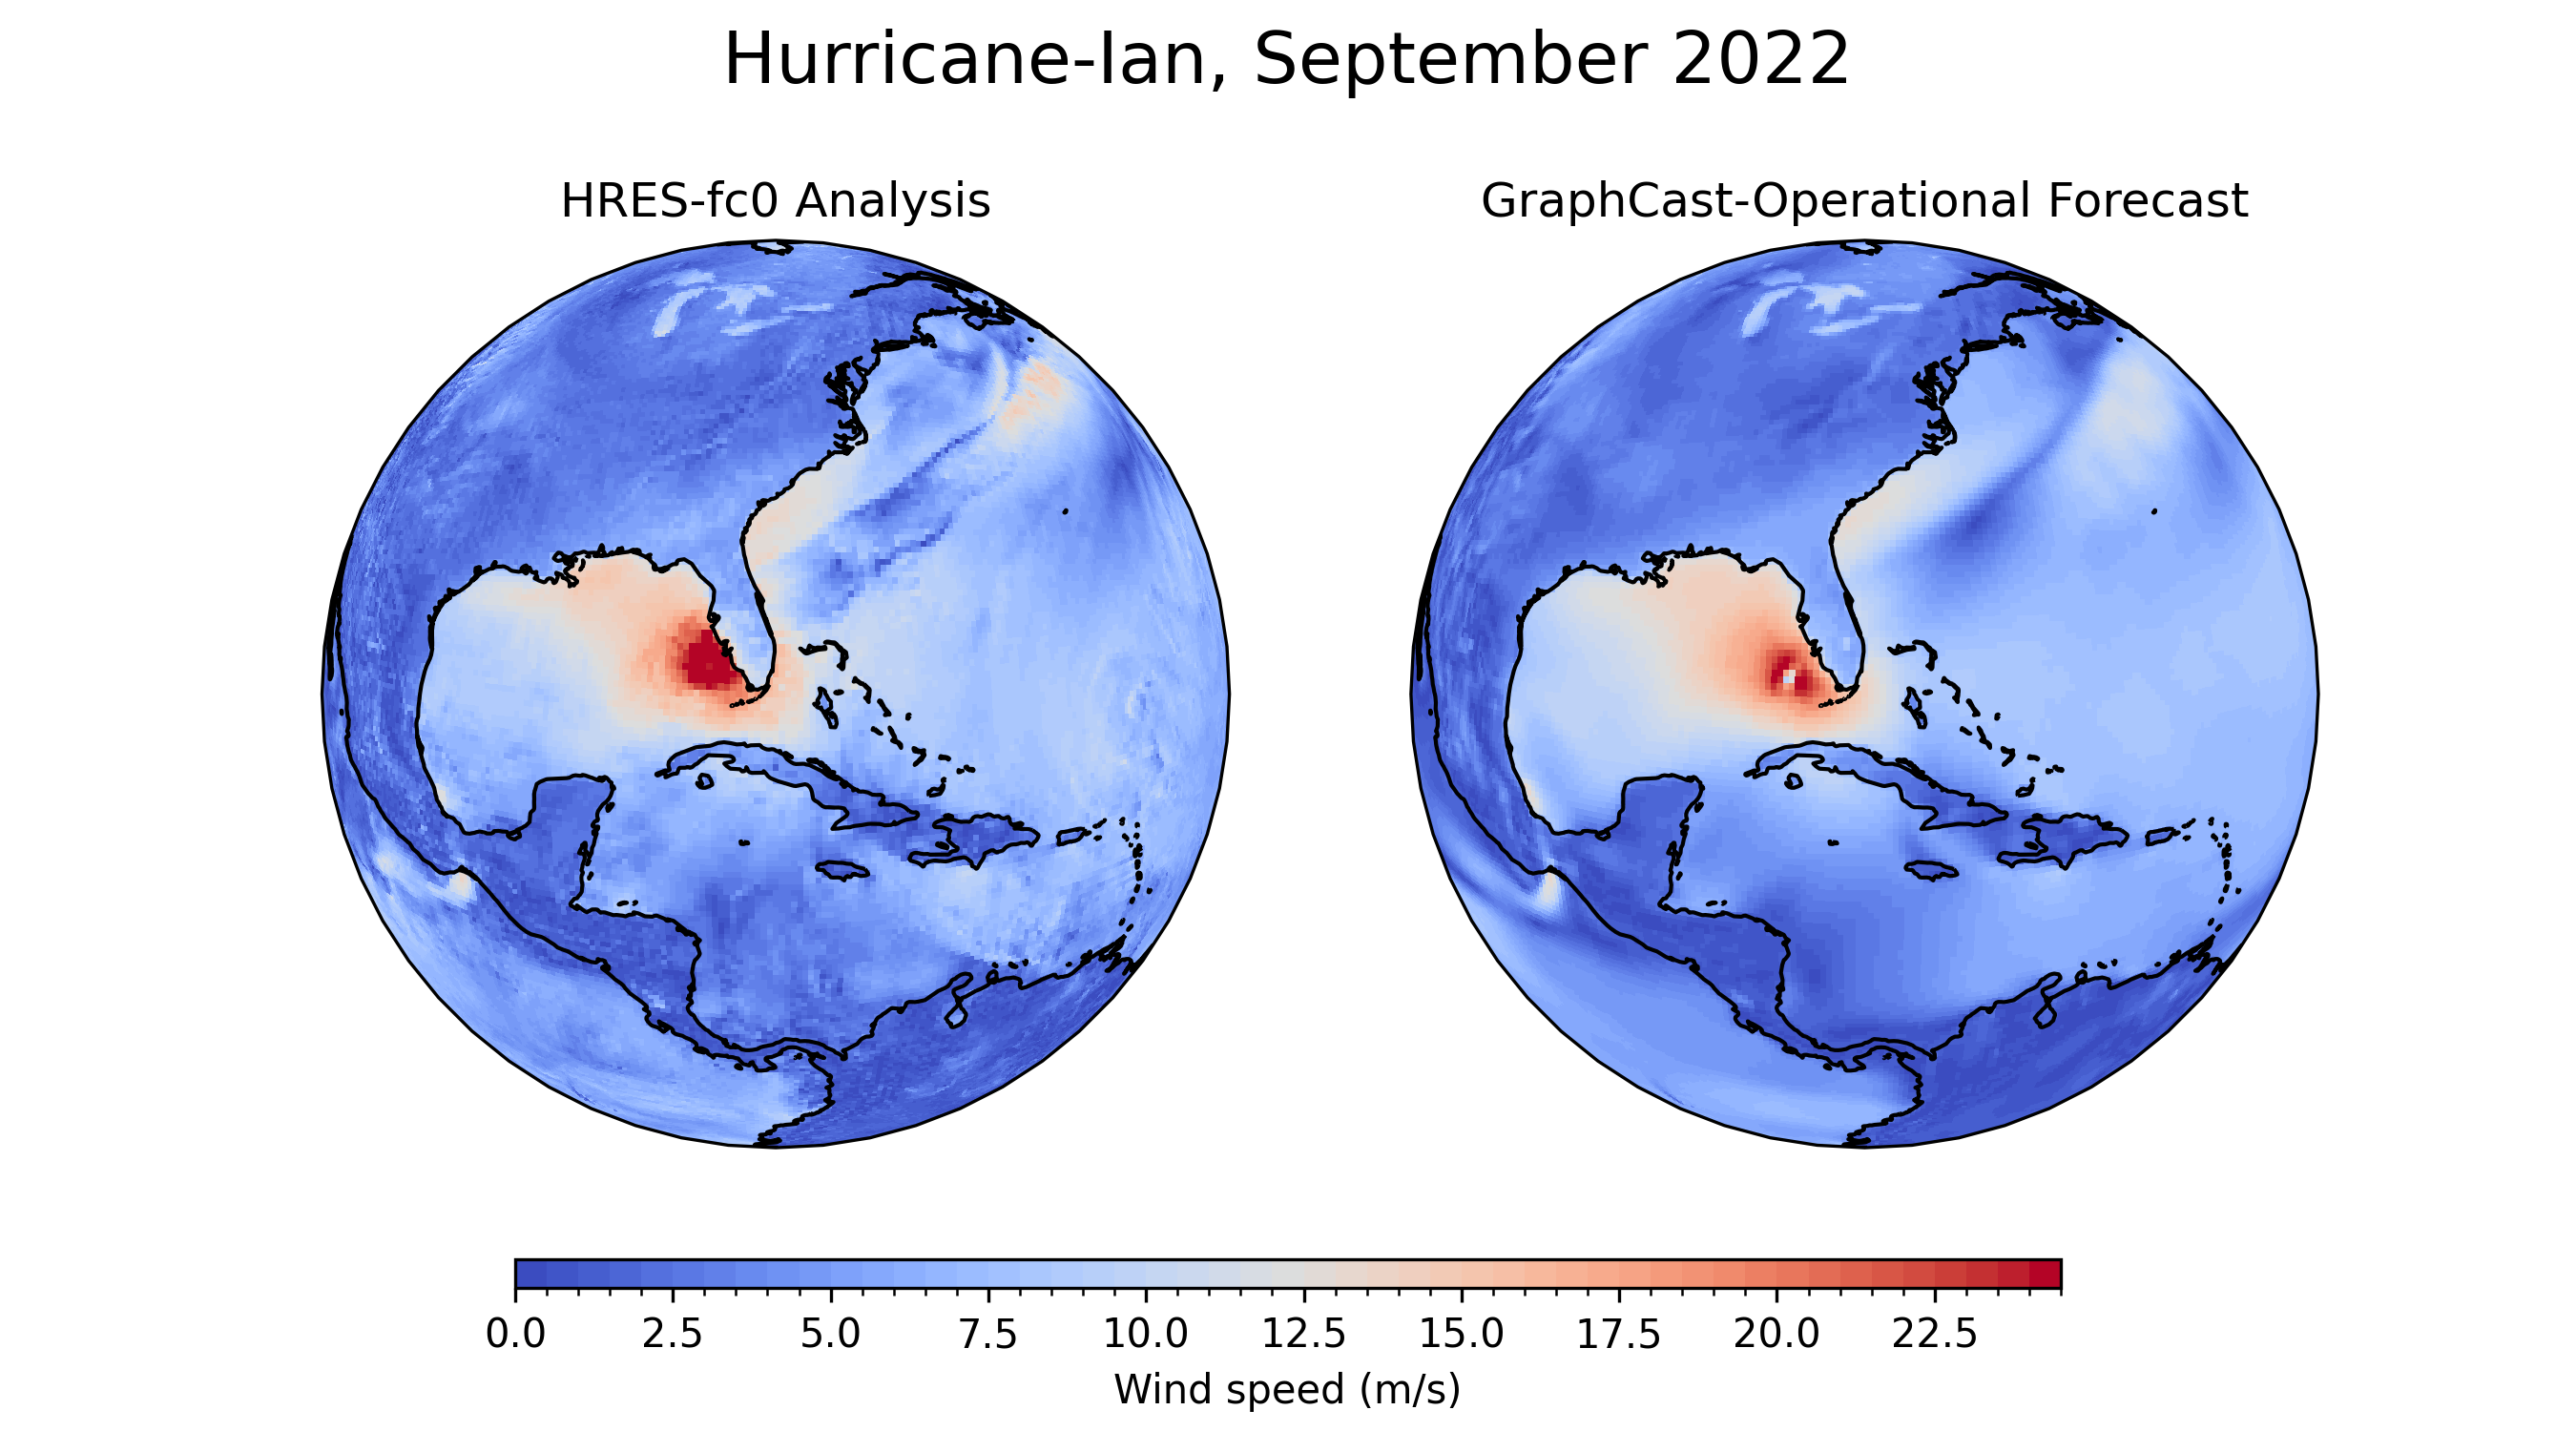 Hurricane-Ian, September 2022
HRES-fc0 Analysis
GraphCast-Operational Forecast
0.0 2.5 5.0 7.5 10.0 12.5 15.0 17.5 20.0 22.5
Wind speed (m/s)